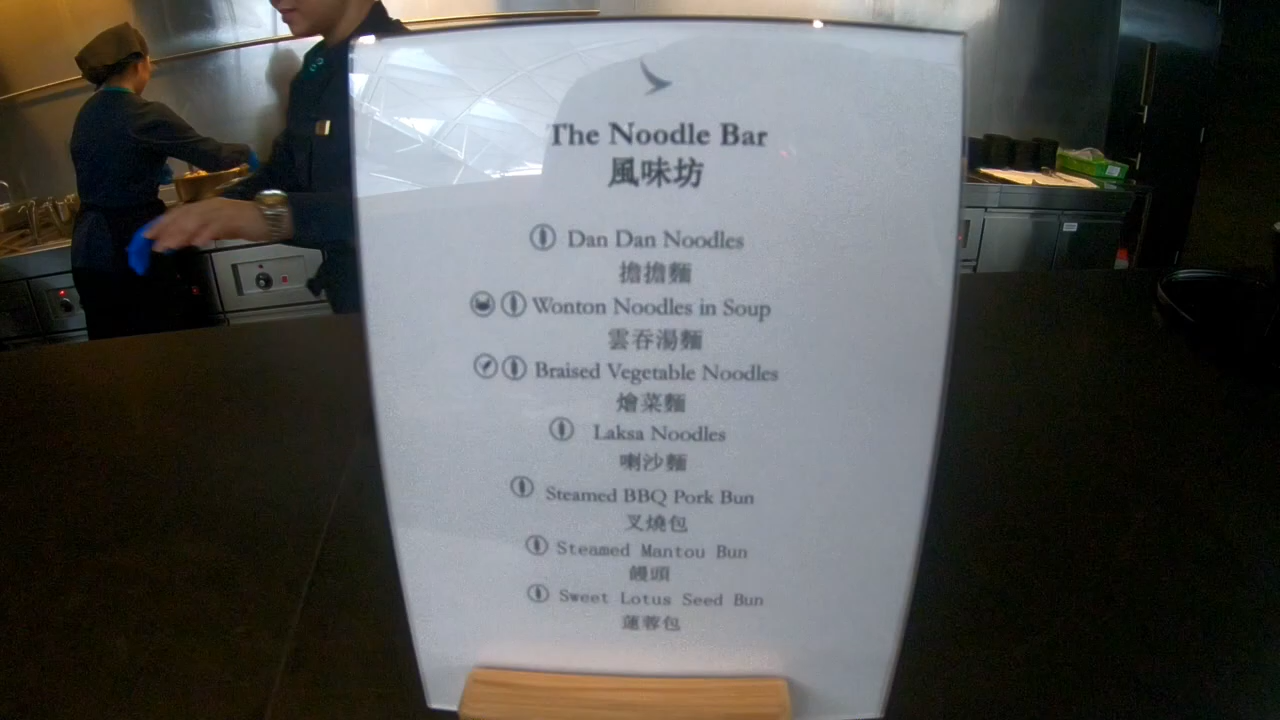 The Noodle Bar
風味坊
Dan Dan Noodles
擔擔麵
Wonton Noodles in Soup
雲吞湯麵
Braised Vegetable Noodles
燴菜麵
Laksa Noodles
喇沙麵
Steamed BBQ Pork Bun
叉燒包
Steamed Mantou Bun
饅頭
Sweet Lotus Seed Bun
蓮蓉包